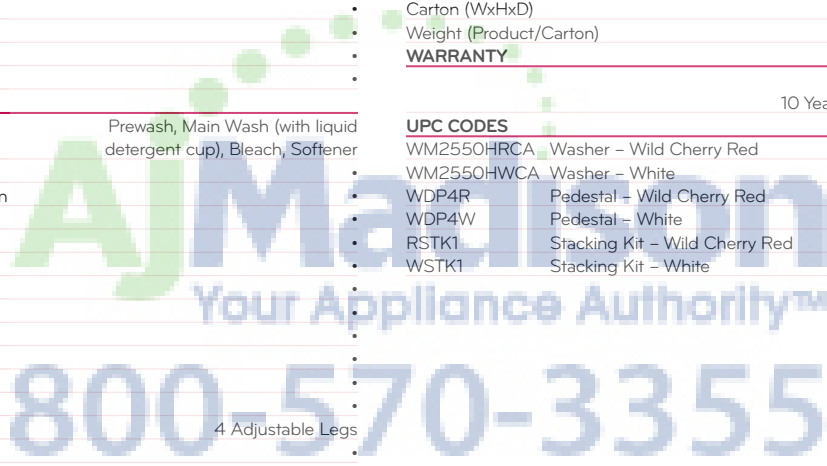 Prewash, Main Wash (with liquid
detergent cup), Bleach, Softener
n
4 Adjustable Legs
Carton (WxHxD)
Weight (Product/Carton)
WARRANTY
10 Yea
UPC CODES
WM2550HRCA Washer – Wild Cherry Red
WM2550HWCA Washer – White
WDP4R Pedestal – Wild Cherry Red
WDP4W Pedestal – White
RSTK1 Stacking Kit – Wild Cherry Red
WSTK1 Stacking Kit – White
AjMadison
Your Appliance Authority™
800-570-3355